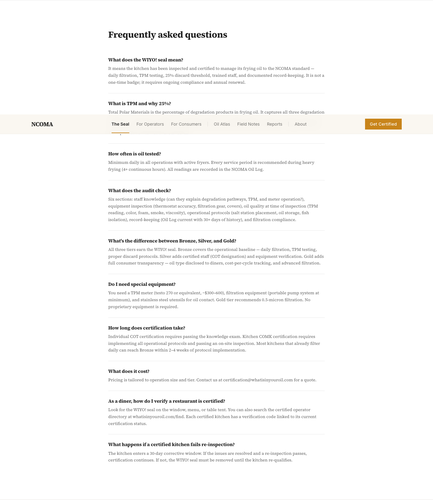 Frequently asked questions
What does the WIYO! seal mean?
It means the kitchen has been inspected and certified to manage its frying oil to the NCOMA standard —
daily filtration, TPM testing, 25% discard threshold, trained staff, and documented record-keeping. It is not a
one-time badge; it requires ongoing compliance and annual renewal.
What is TPM and why 25%?
Total Polar Materials is the percentage of degradation products in frying oil. It captures all three degradation
NCOMA
The Seal
For Operators
For Consumers
Oil Atlas
Field Notes
Reports
About
Get Certified
How often is oil tested?
Minimum daily in all operations with active fryers. Every service period is recommended during heavy
frying (4+ continuous hours). All readings are recorded in the NCOMA Oil Log.
What does the audit check?
Six sections: staff knowledge (can they explain degradation pathways, TPM, and meter operation),
equipment inspection (thermostat accuracy, filtration gear, covers), oil quality at time of inspection (TPM
reading, color, foam, smoke, viscosity), operational protocols (salt-station placement, oil storage, fish
isolation), record-keeping (Oil Log current with 30+ days of history), and filtration compliance.
What's the difference between Bronze, Silver, and Gold?
All three tiers earn the WIYO! seal. Bronze covers the operational baseline — daily filtration, TPM testing,
proper discard protocols. Silver adds certified staff (COT designation) and equipment verification. Gold adds
full consumer transparency — oil type disclosed to diners, cost-per-cycle tracking, and advanced filtration.
Do I need special equipment?
You need a TPM meter (testo 270 or equivalent, ~$300–600), filtration equipment (portable pump system at
minimum), and stainless steel utensils for oil contact. Gold tier recommends 0.5 micron filtration. No
proprietary equipment is required.
How long does certification take?
Individual COT certification requires passing the knowledge exam. Kitchen COMK certification requires
implementing all operational protocols and passing an on-site inspection. Most kitchens that already filter
daily can reach Bronze within 2–4 weeks of protocol implementation.
What does it cost?
Pricing is tailored to operation size and tier. Contact us at certification@whatsinyouroil.com for a quote.
As a diner, how do I verify a restaurant is certified?
Look for the WIYO! seal on the window, menu, or table tent. You can also search the certified operator
directory at whatsinyouroil.com/find. Each certified kitchen has a verification code linked to its current
certification status.
What happens if a certified kitchen fails re-inspection?
The kitchen enters a 30-day corrective window. If the issues are resolved and a re-inspection passes,
certification continues. If not, the WIYO! seal must be removed until the kitchen re-qualifies.